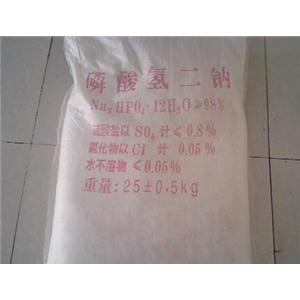 磷酸氢二钠
Na₂HPO₄·12H₂O≥98%
硫酸盐以SO₄计≤0.8%
氯化物以CI计0.05%
水不溶物≤0.05%
重量:25±0.5kg